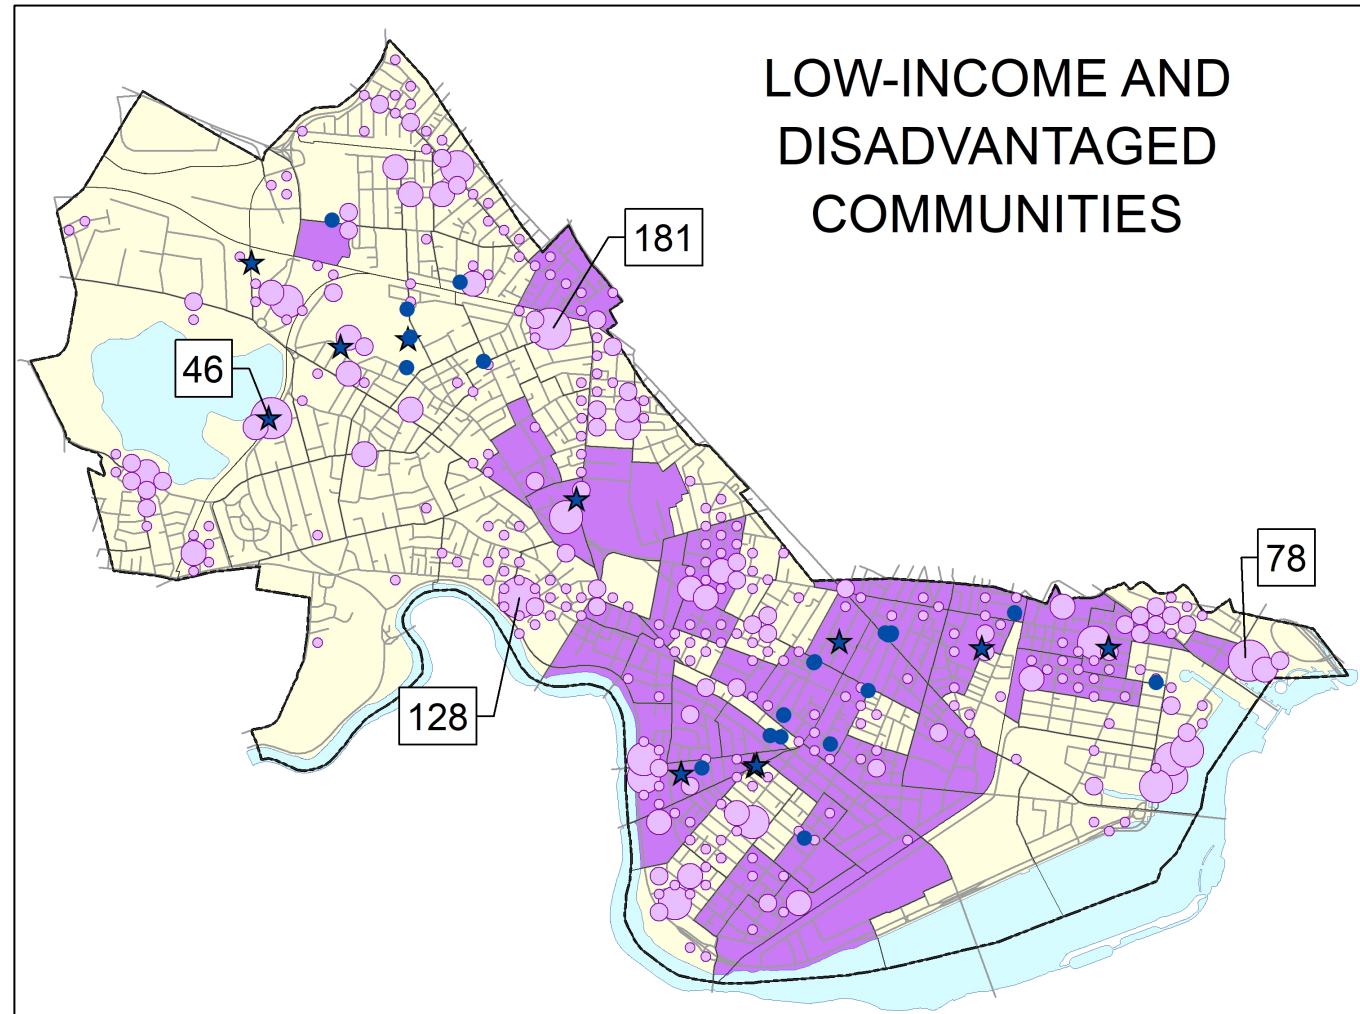 LOW-INCOME AND
DISADVANTAGED
COMMUNITIES
181
46
78
128